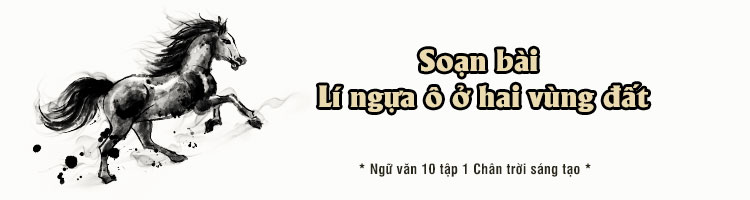 Soạn bài
Lí ngựa ô ở hai vùng đất
* Ngữ văn 10 tập 1 Chân trời sáng tạo *